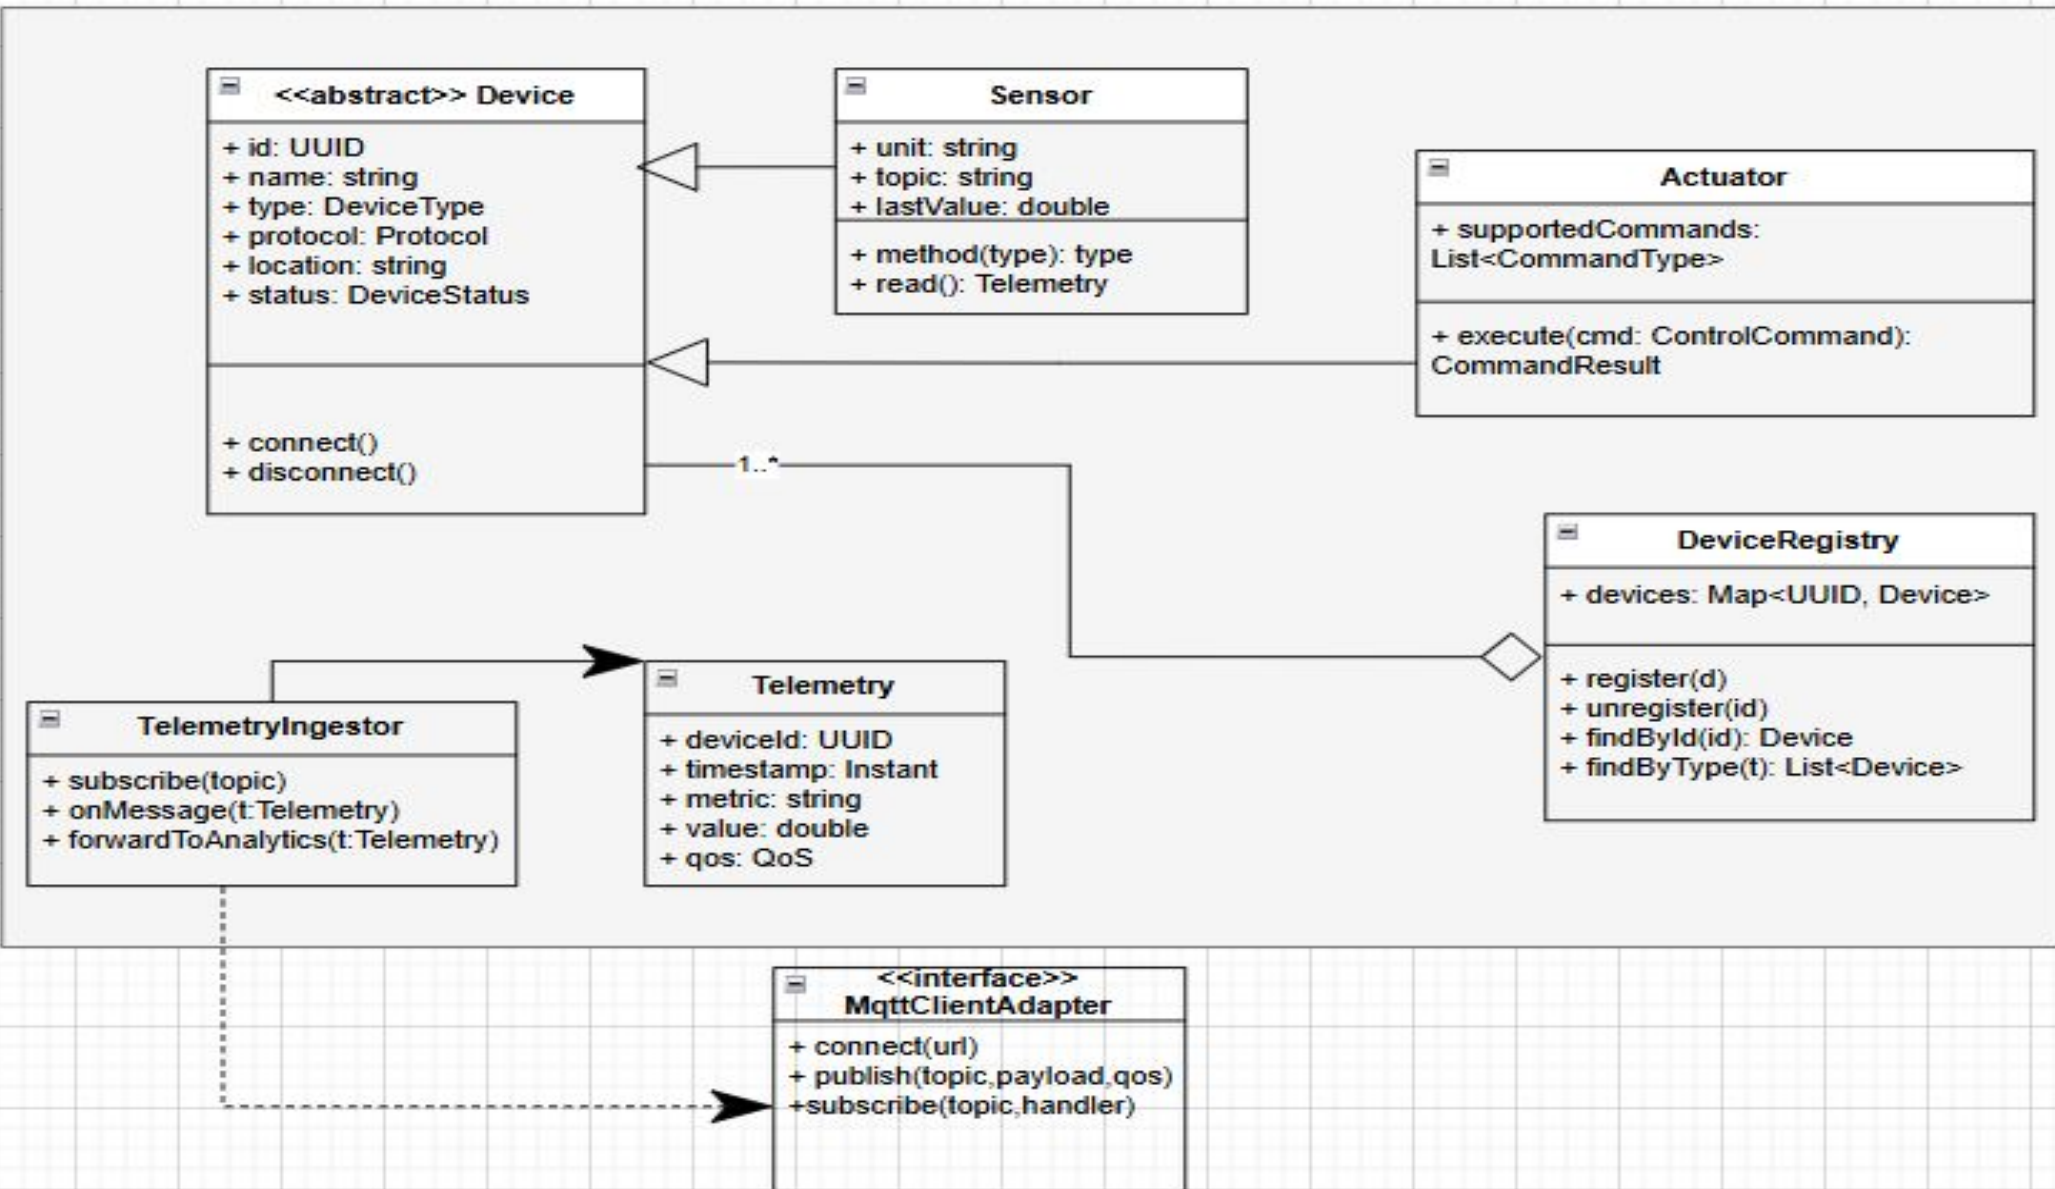 <<abstract>> Device
+ id: UUID
+ name: string
+ type: DeviceType
+ protocol: Protocol
+ location: string
+ status: DeviceStatus
+ connect()
+ disconnect()
Sensor
+ unit: string
+ topic: string
+ lastValue: double
+ method(type): type
+ read(): Telemetry
Actuator
+ supportedCommands:
List<CommandType>
+ execute(cmd: ControlCommand):
CommandResult
1..*
DeviceRegistry
+ devices: Map<UUID, Device>
+ register(d)
+ unregister(id)
+ findById(id): Device
+ findByType(t): List<Device>
TelemetryIngestor
+ subscribe(topic)
+ onMessage(t:Telemetry)
+ forwardToAnalytics(t:Telemetry)
Telemetry
+ deviceId: UUID
+ timestamp: Instant
+ metric: string
+ value: double
+ qos: QoS
<<interface>>
MqttClientAdapter
+ connect(url)
+ publish(topic,payload,qos)
+subscribe(topic,handler)